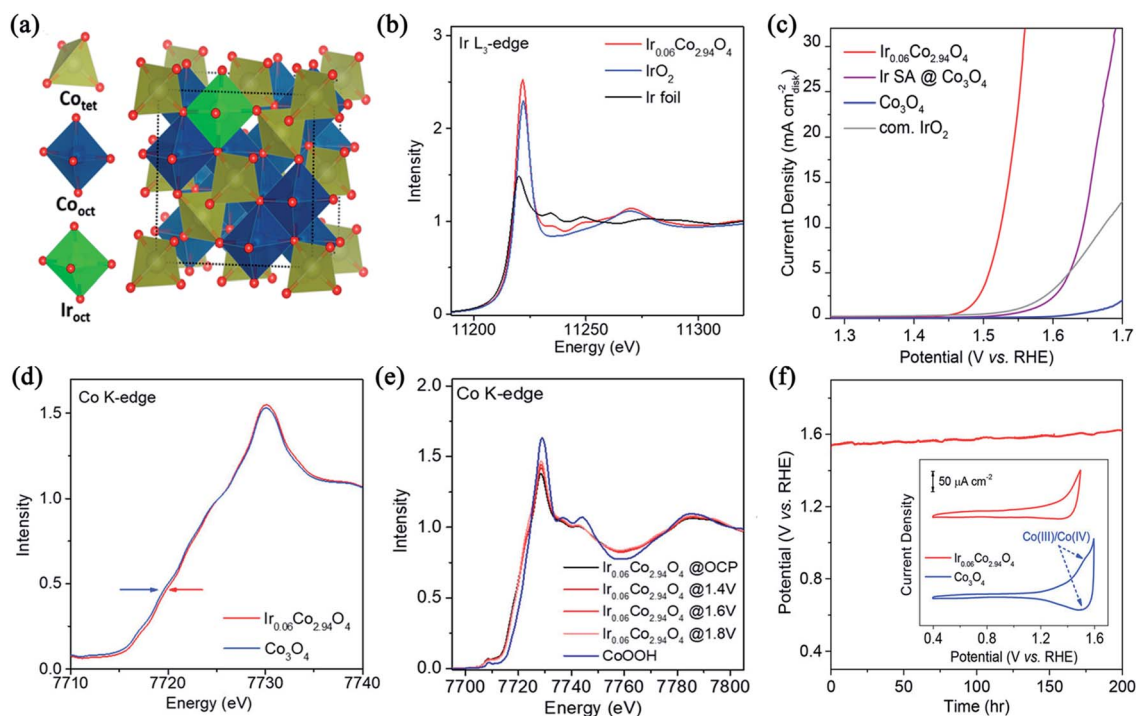 (a)
Co_tet
Co_oct
Ir_oct
(b)
Ir L₃-edge
Ir₀.₀₆Co₂.₉₄O₄
IrO₂
Ir foil
Intensity
3
2
1
0
11200
11250
11300
Energy (eV)
(c)
Ir₀.₀₆Co₂.₉₄O₄
Ir SA @ Co₃O₄
Co₃O₄
com. IrO₂
Current Density (mA cm⁻²_disk)
30
25
20
15
10
5
0
1.3
1.4
1.5
1.6
1.7
Potential (V vs. RHE)
(d)
Co K-edge
Ir₀.₀₆Co₂.₉₄O₄
Co₃O₄
Intensity
1.5
1.0
0.5
0.0
7710
7720
7730
7740
Energy (eV)
(e)
Co K-edge
Ir₀.₀₆Co₂.₉₄O₄ @OCP
Ir₀.₀₆Co₂.₉₄O₄ @1.4V
Ir₀.₀₆Co₂.₉₄O₄ @1.6V
Ir₀.₀₆Co₂.₉₄O₄ @1.8V
CoOOH
Intensity
2.0
1.5
1.0
0.5
0.0
7700
7720
7740
7760
7780
7800
Energy (eV)
(f)
Potential (V vs. RHE)
1.6
1.2
0.8
0.4
0
50
100
150
200
Time (hr)
50 μA cm⁻²
Co(III)/Co(IV)
Ir₀.₀₆Co₂.₉₄O₄
Co₃O₄
Current Density
0.4
0.8
1.2
1.6
Potential (V vs. RHE)